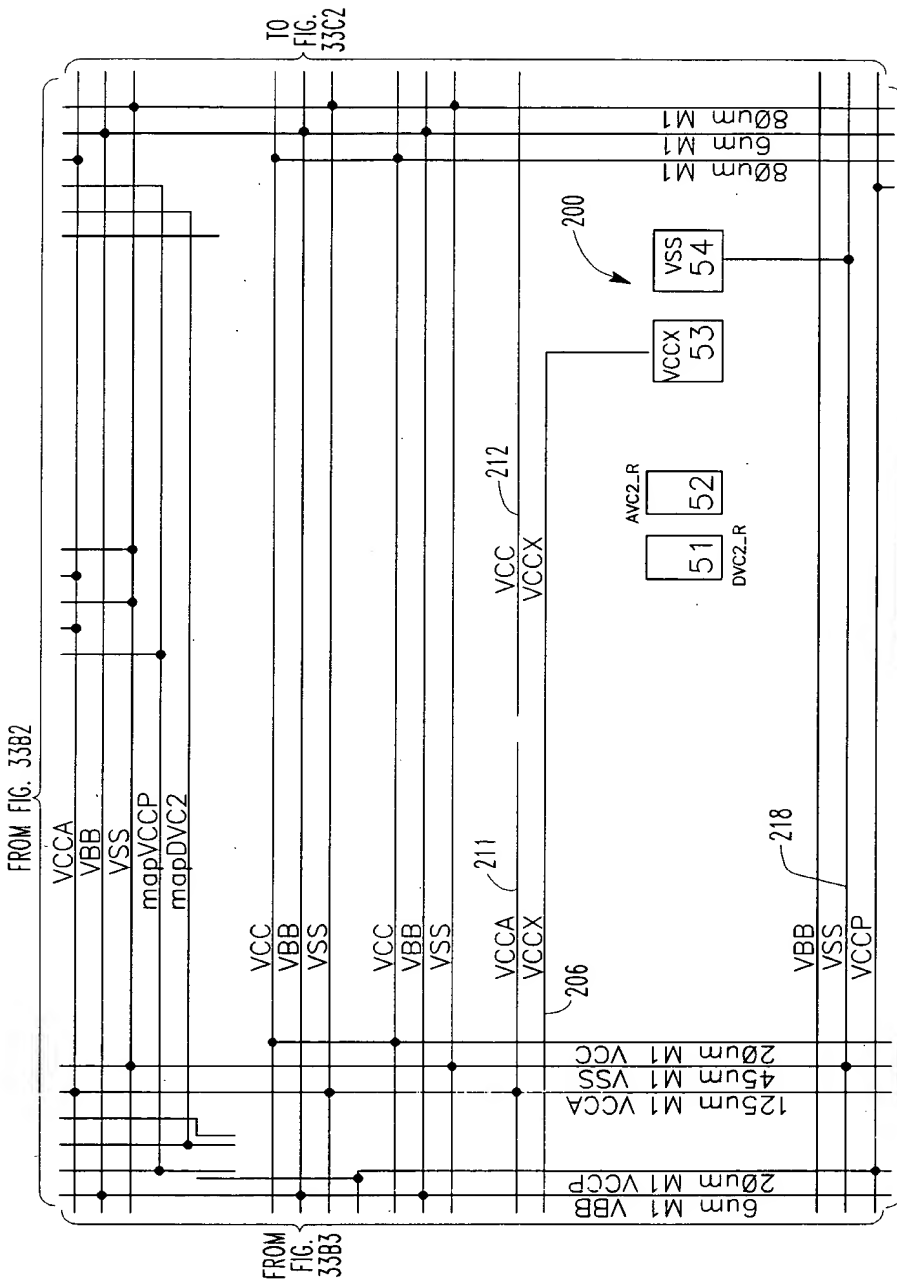 FROM FIG. 33B2
TO
FIG.
33C2
FROM
FIG.
33B3
VCCA
VBB
VSS
mapVCCP
mapDVC2
VCC
VBB
VSS
VCC
VBB
VSS
VCCA
VCCX
211
206
VCC
VCCX
212
200
AVC2_R
52
51
DVC2_R
VCCX
53
VSS
54
VBB
VSS
VCCP
218
80um M1
6um M1
80um M1
20um M1 VCC
45um M1 VSS
125um M1 VCCA
20um M1 VCCP
6um M1 VBB